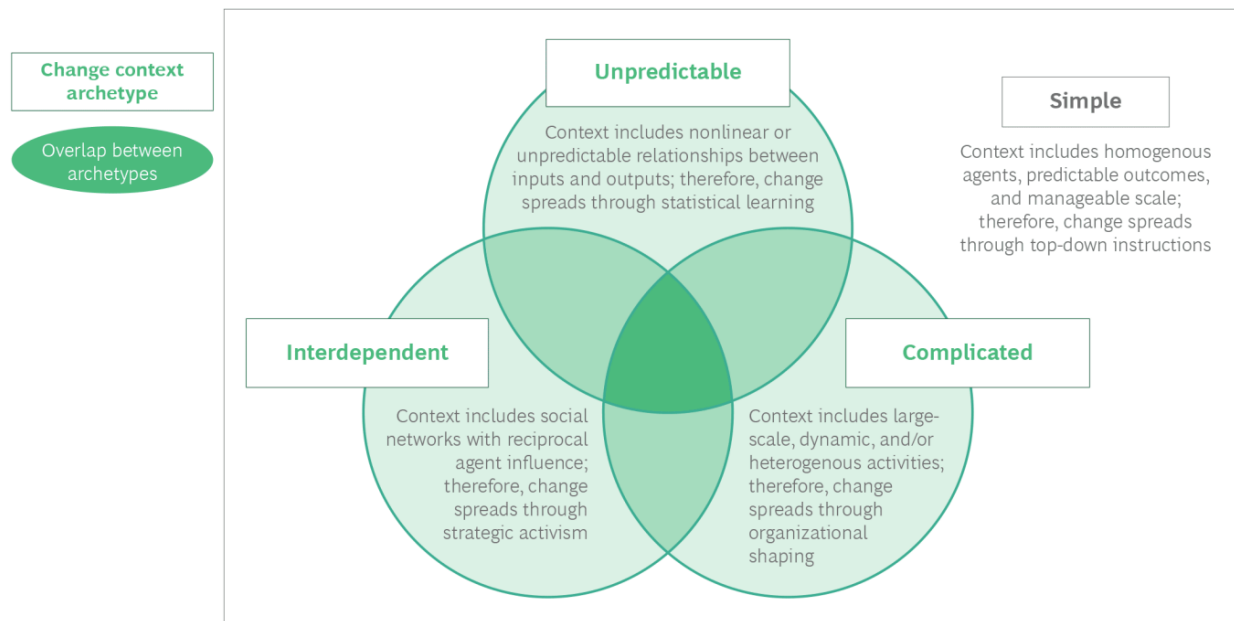 Change context
archetype
Overlap between
archetypes
Unpredictable
Context includes nonlinear or
unpredictable relationships between
inputs and outputs; therefore, change
spreads through statistical learning
Simple
Context includes homogenous
agents, predictable outcomes,
and manageable scale;
therefore, change spreads
through top-down instructions
Interdependent
Context includes social
networks with reciprocal
agent influence;
therefore, change
spreads through
strategic activism
Complicated
Context includes large-
scale, dynamic, and/or
heterogenous activities;
therefore, change
spreads through
organizational
shaping